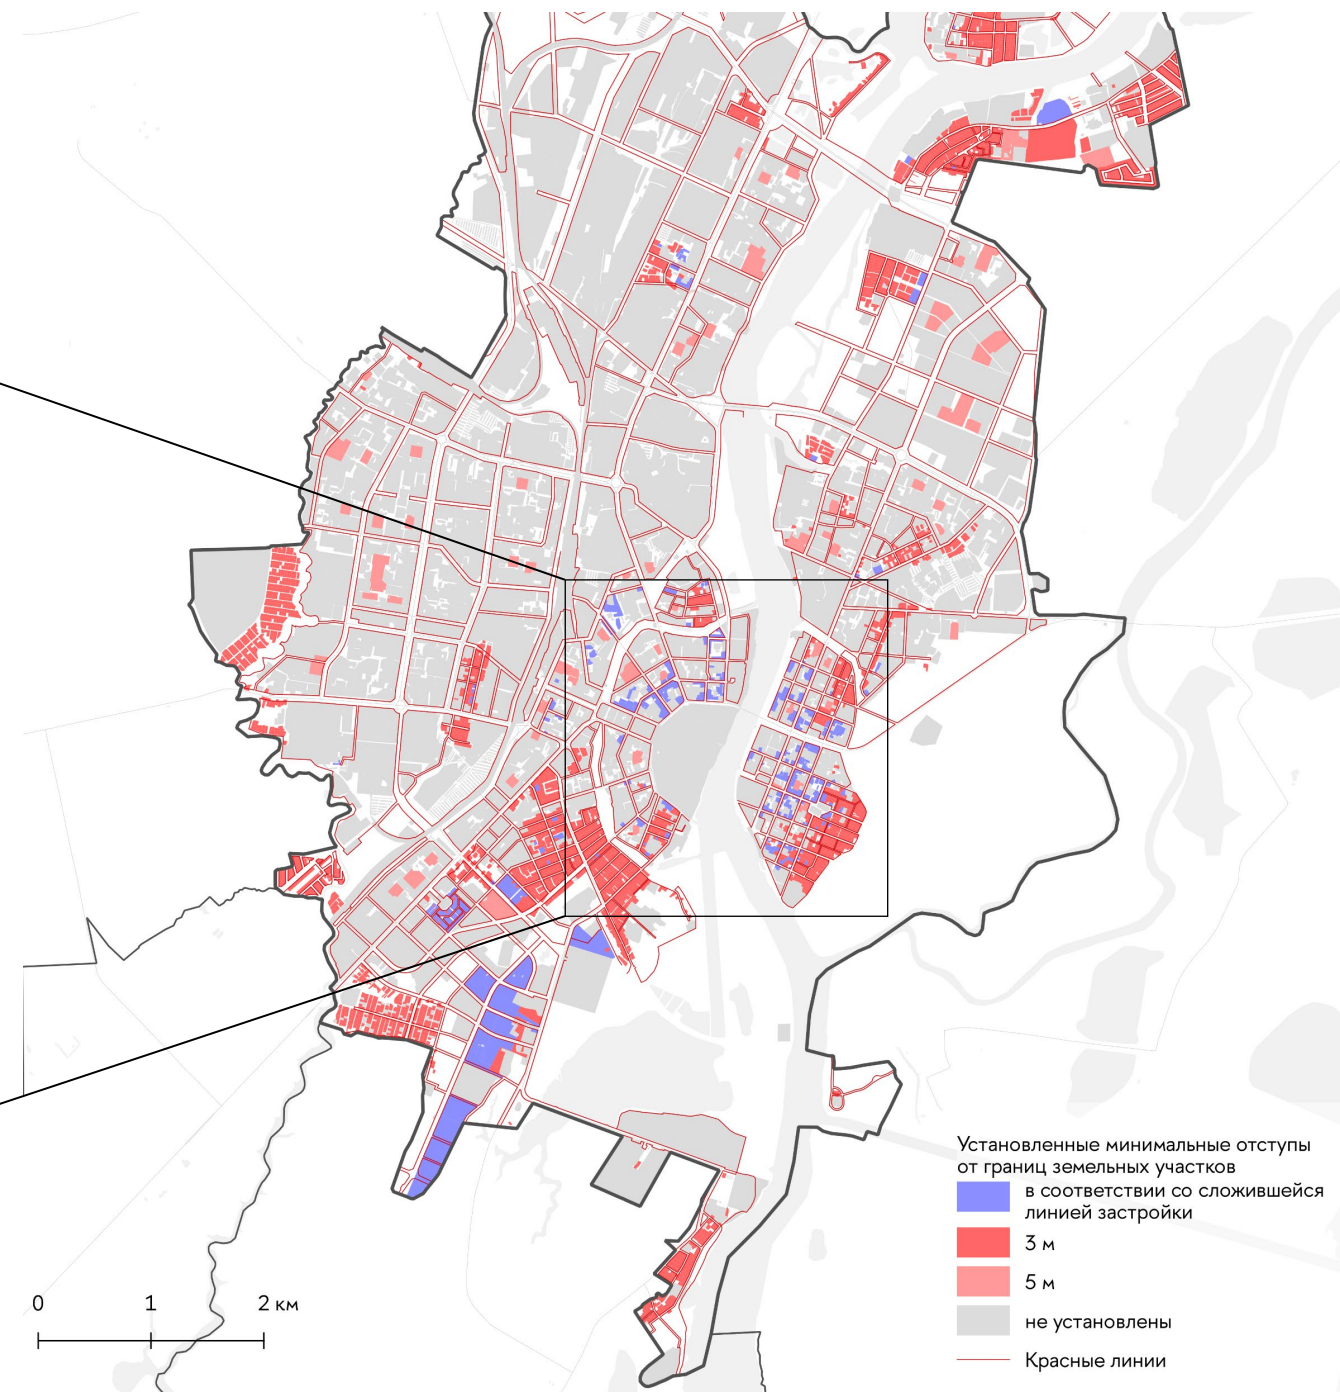 Установленные минимальные отступы
от границ земельных участков
в соответствии со сложившейся
линией застройки
3 м
5 м
не установлены
Красные линии
0 1 2 км